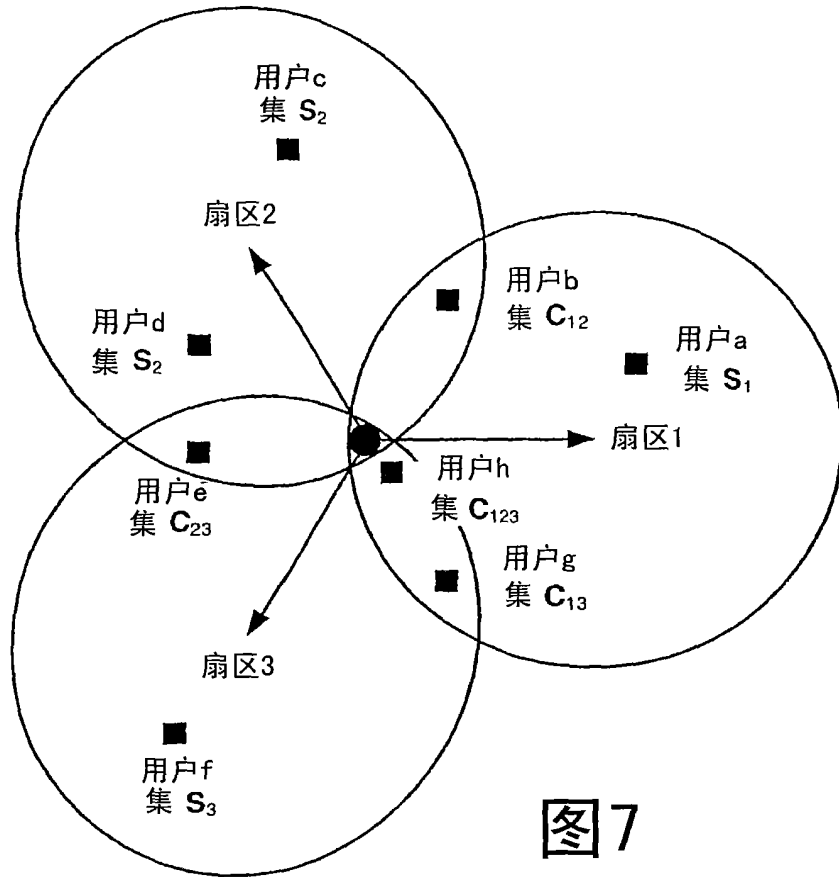 用户c
集 S₂
扇区2
用户b
集 C₁₂
用户d
集 S₂
用户a
集 S₁
扇区1
用户h
集 C₁₂₃
用户e
集 C₂₃
用户g
集 C₁₃
扇区3
用户f
集 S₃
图7